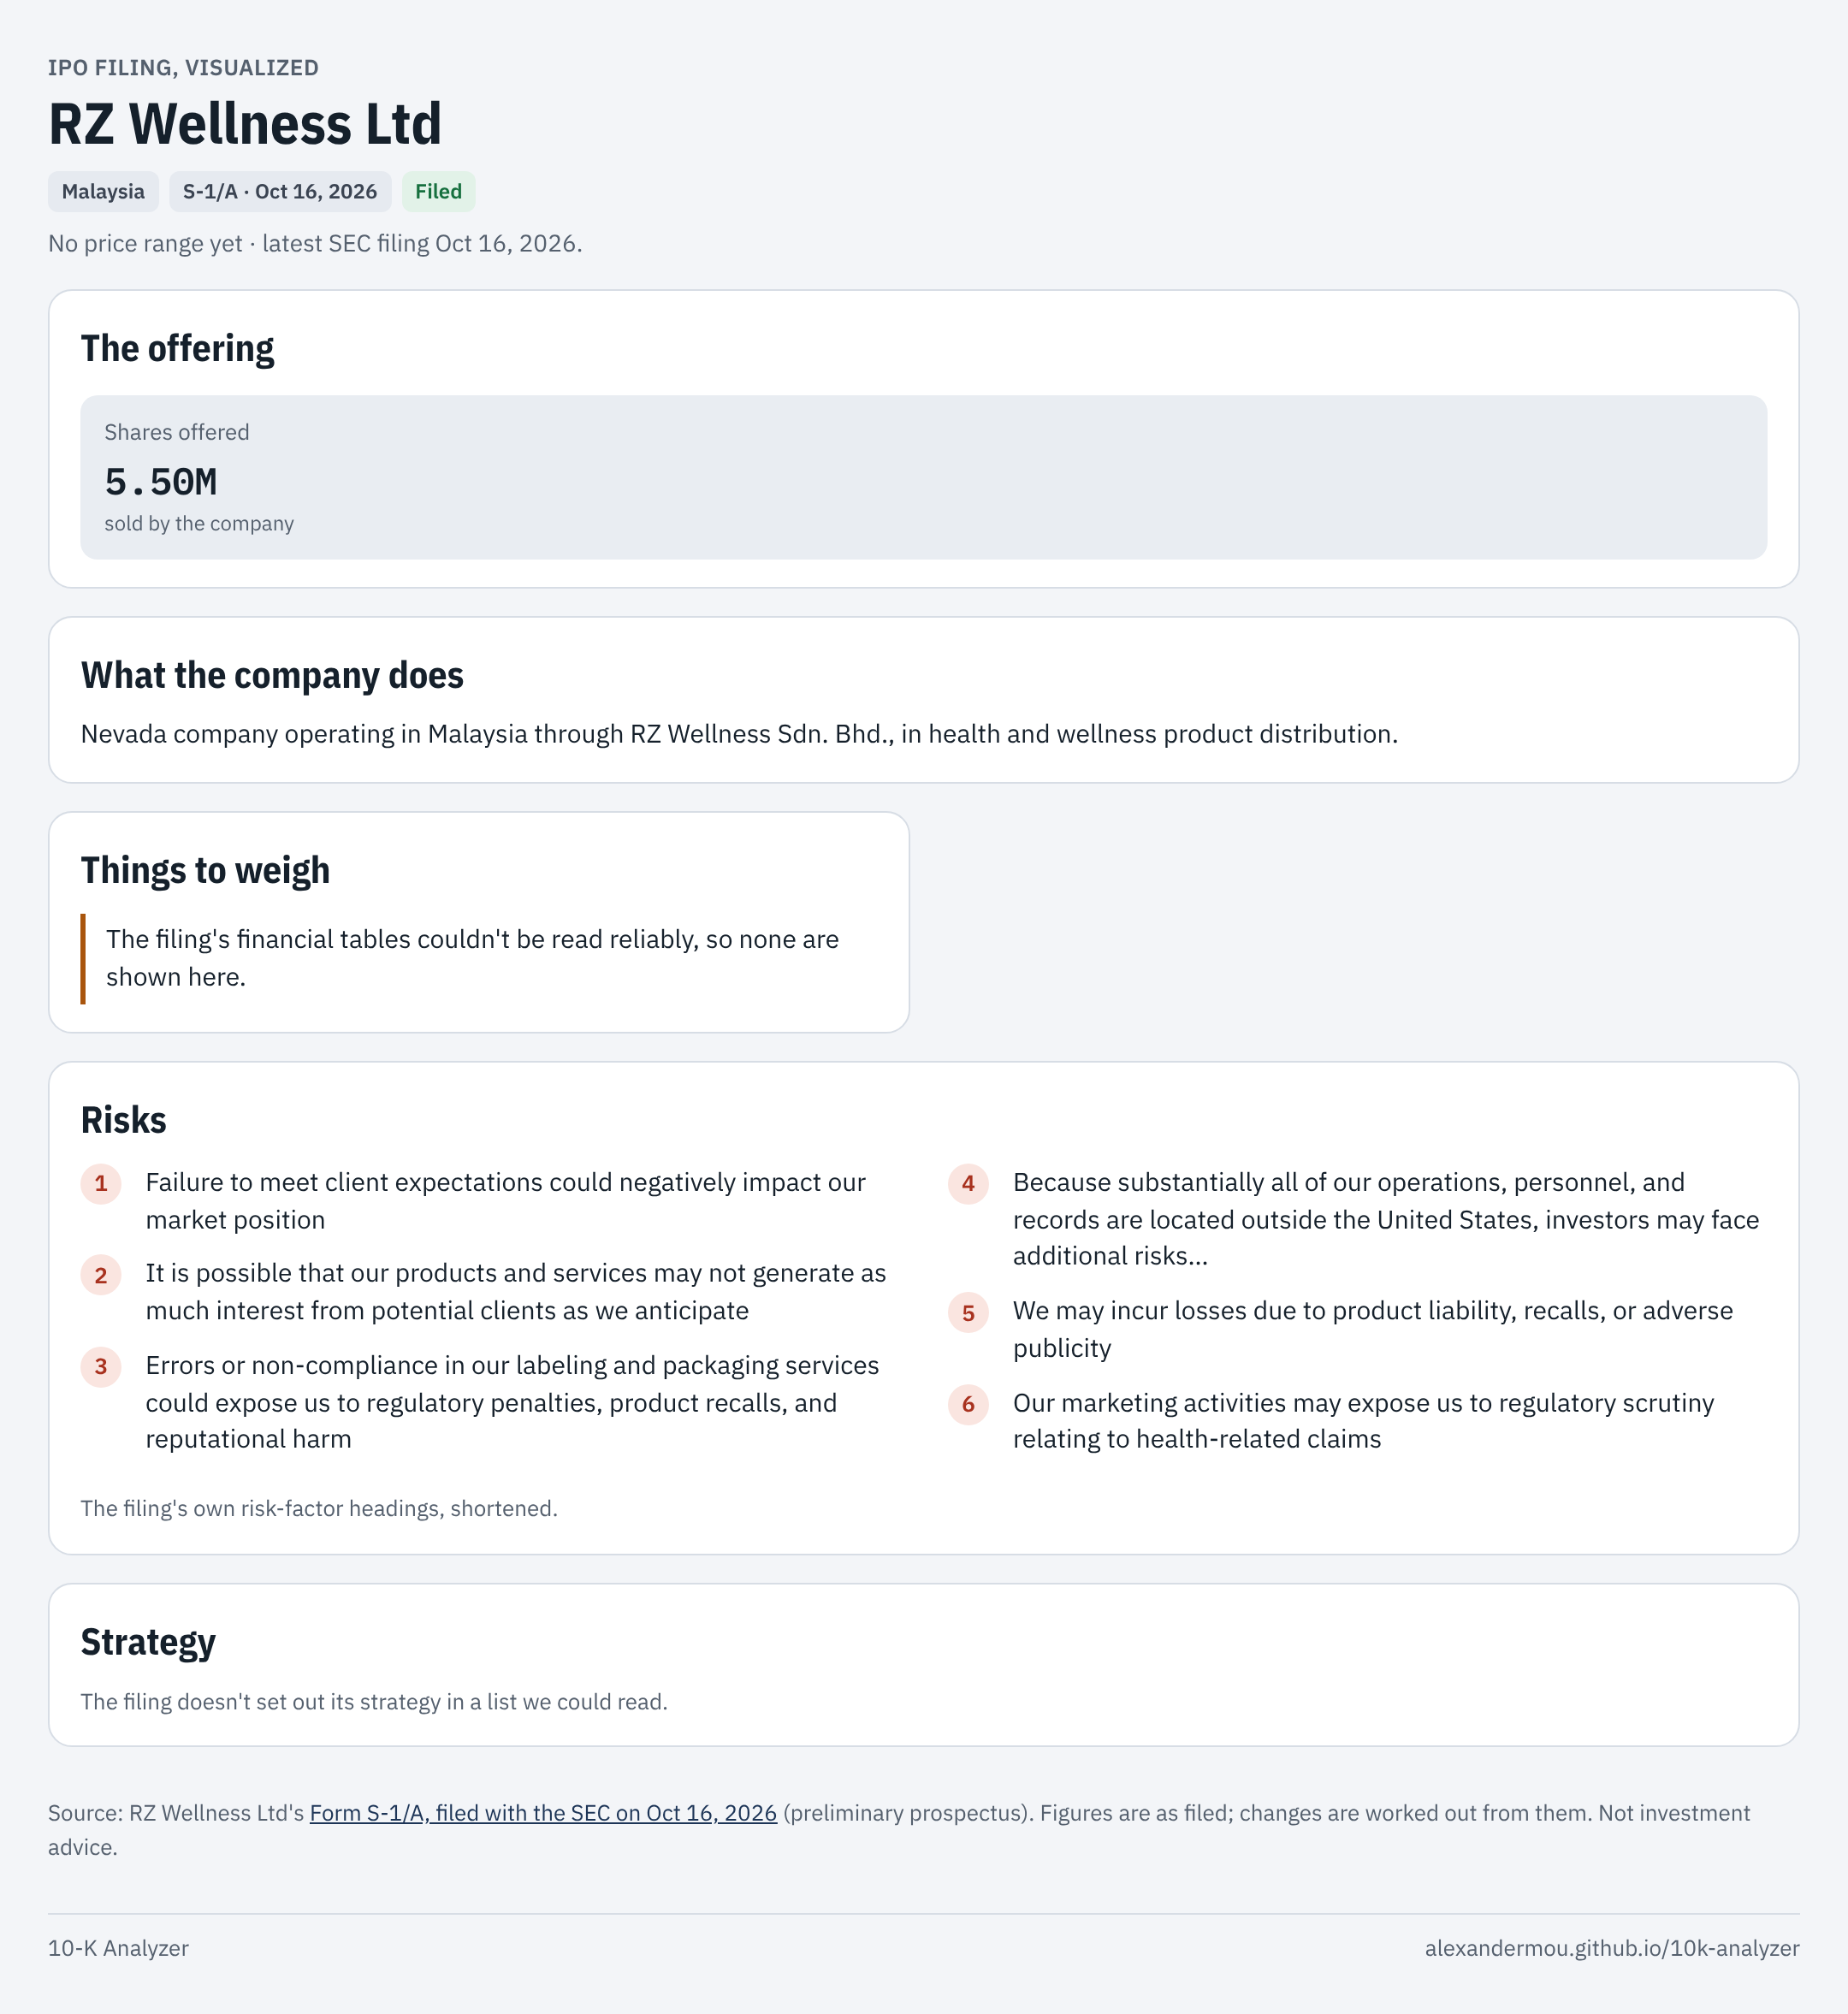 IPO FILING, VISUALIZED
RZ Wellness Ltd
Malaysia
S-1/A · Oct 16, 2026
Filed
No price range yet · latest SEC filing Oct 16, 2026.
The offering
Shares offered
5.50M
sold by the company
What the company does
Nevada company operating in Malaysia through RZ Wellness Sdn. Bhd., in health and wellness product distribution.
Things to weigh
The filing's financial tables couldn't be read reliably, so none are
shown here.
Risks
1 Failure to meet client expectations could negatively impact our
market position
2 It is possible that our products and services may not generate as
much interest from potential clients as we anticipate
3 Errors or non-compliance in our labeling and packaging services
could expose us to regulatory penalties, product recalls, and
reputational harm
4 Because substantially all of our operations, personnel, and
records are located outside the United States, investors may face
additional risks...
5 We may incur losses due to product liability, recalls, or adverse
publicity
6 Our marketing activities may expose us to regulatory scrutiny
relating to health-related claims
The filing's own risk-factor headings, shortened.
Strategy
The filing doesn't set out its strategy in a list we could read.
Source: RZ Wellness Ltd's Form S-1/A, filed with the SEC on Oct 16, 2026 (preliminary prospectus). Figures are as filed; changes are worked out from them. Not investment
advice.
10-K Analyzer
alexandermou.github.io/10k-analyzer